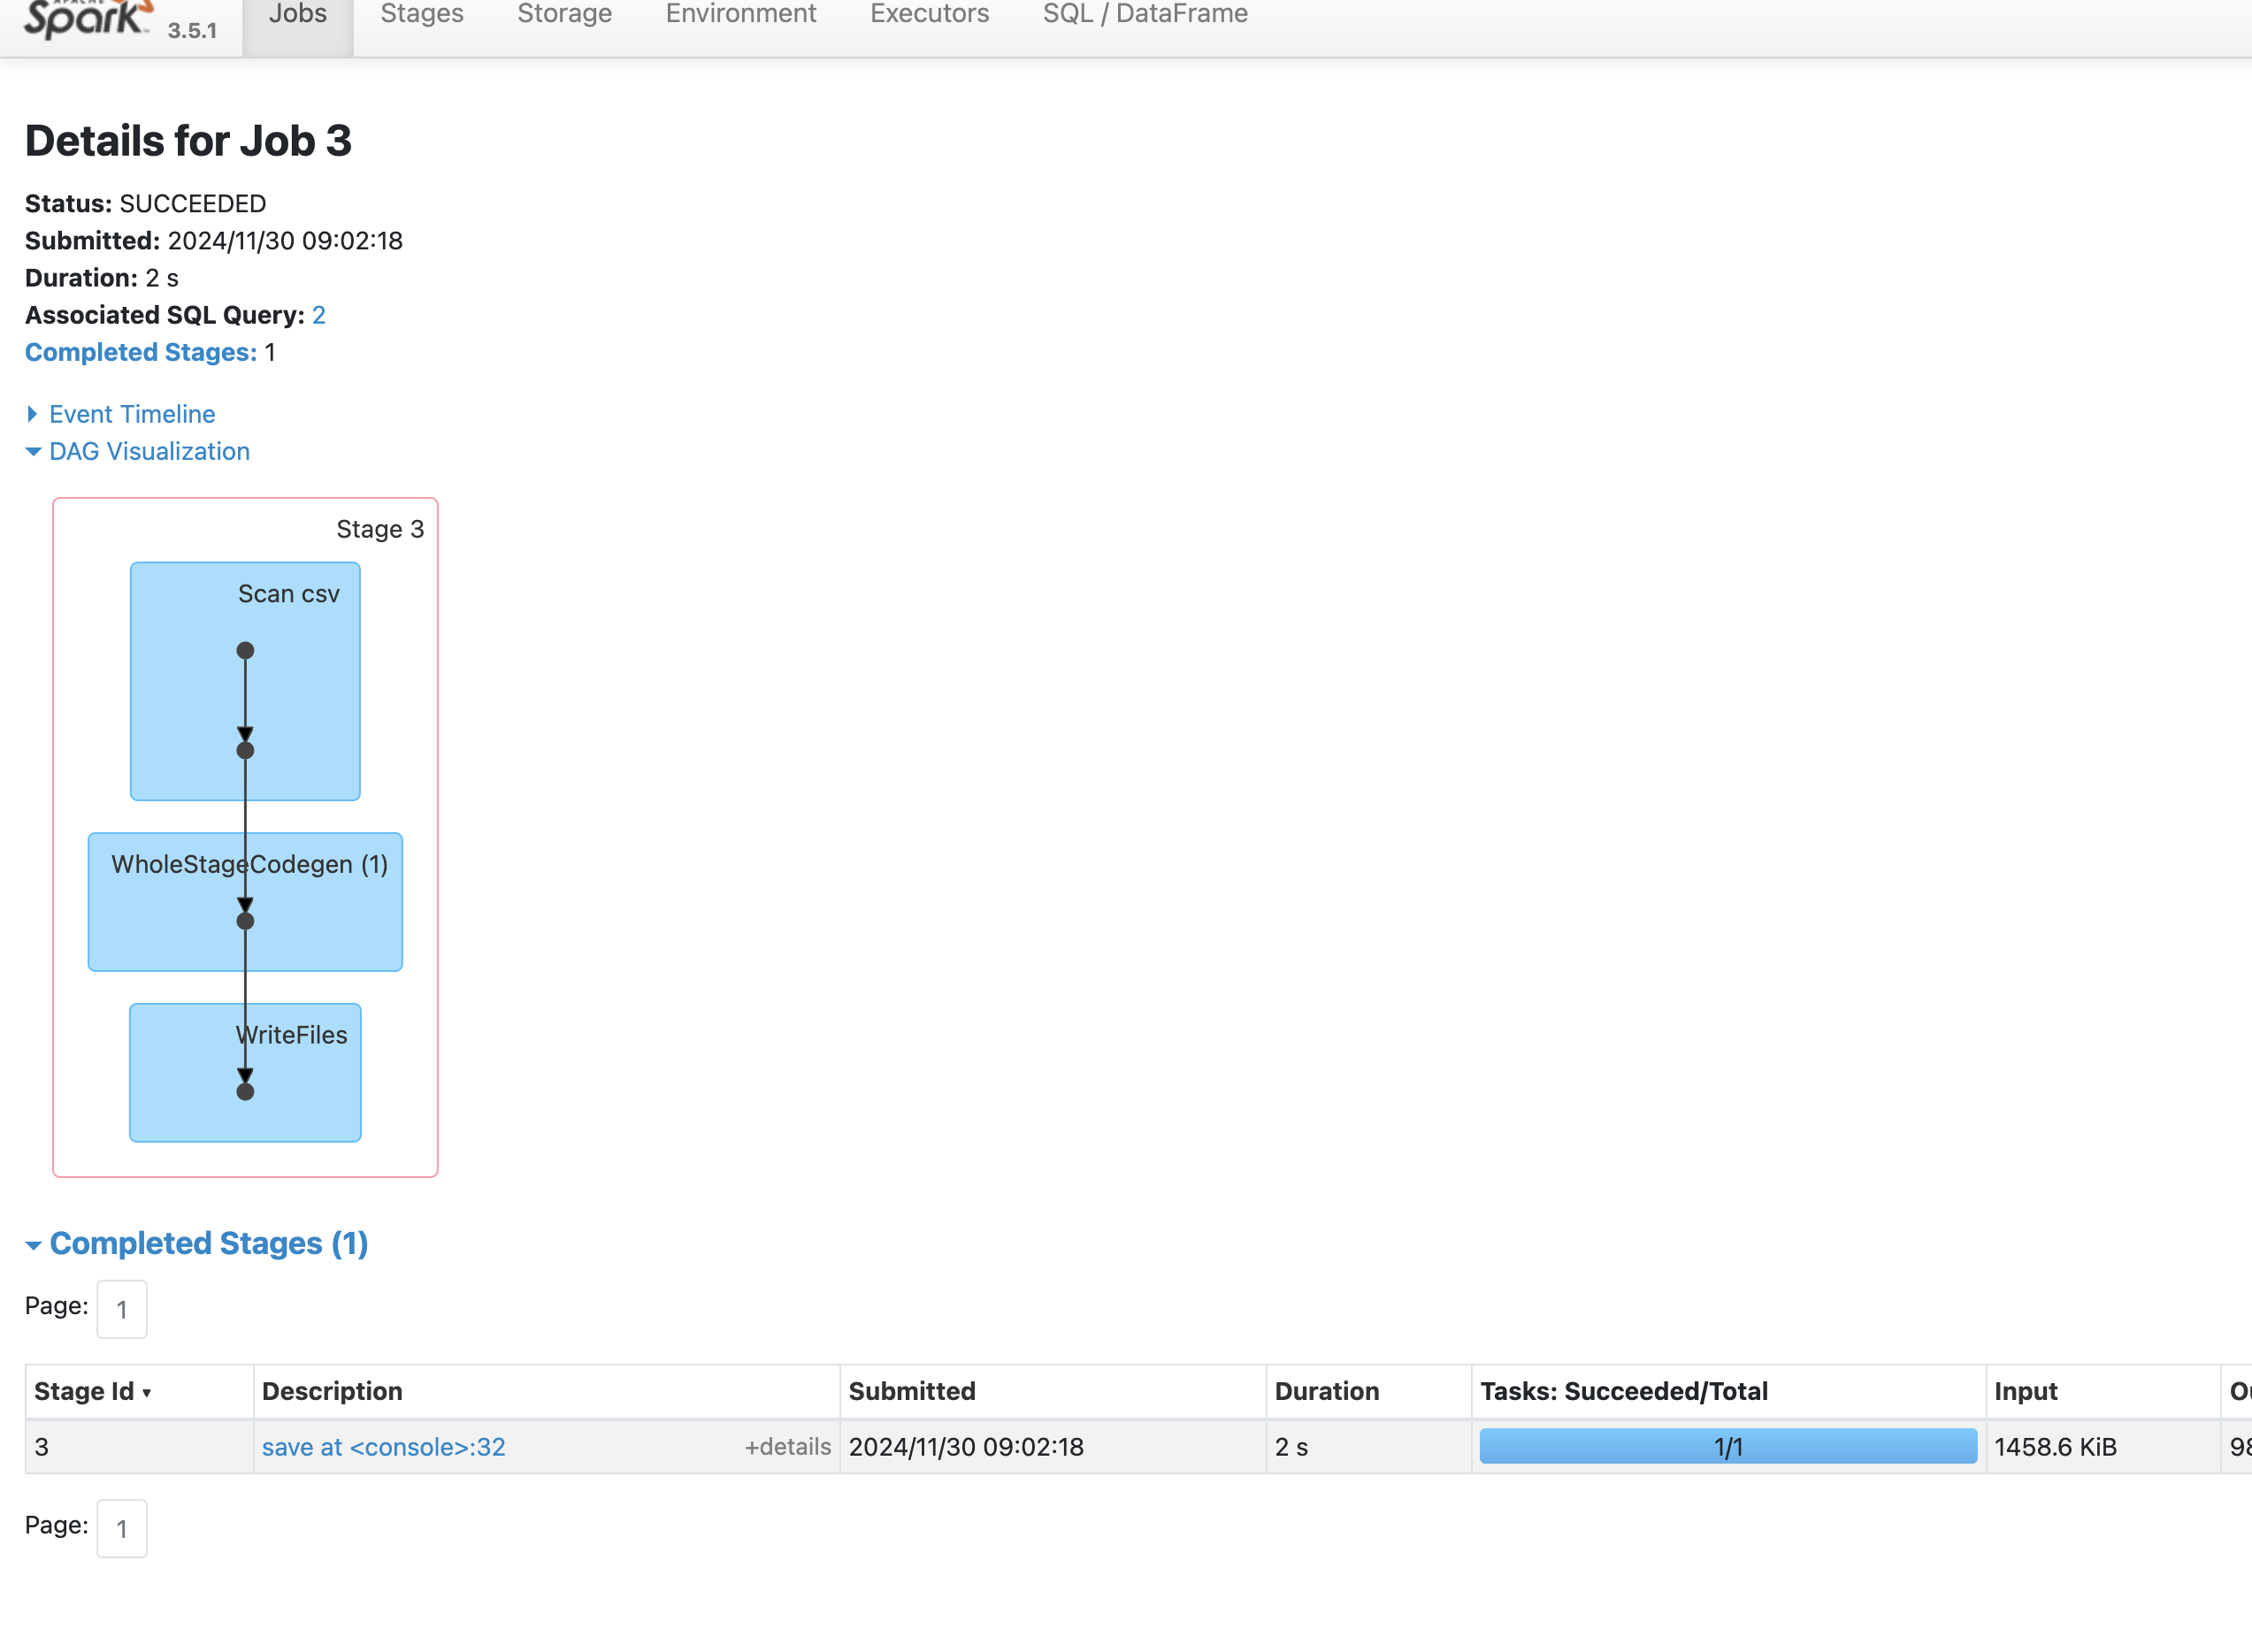 Spark 3.5.1 Jobs Stages Storage Environment Executors SQL / DataFrame
Details for Job 3
Status: SUCCEEDED
Submitted: 2024/11/30 09:02:18
Duration: 2 s
Associated SQL Query: 2
Completed Stages: 1
Event Timeline
DAG Visualization
Stage 3
Scan csv
WholeStageCodegen (1)
WriteFiles
Completed Stages (1)
Page: 1
Stage Id ▾ Description Submitted Duration Tasks: Succeeded/Total Input
3 save at <console>:32 +details 2024/11/30 09:02:18 2 s 1/1 1458.6 KiB
Page: 1